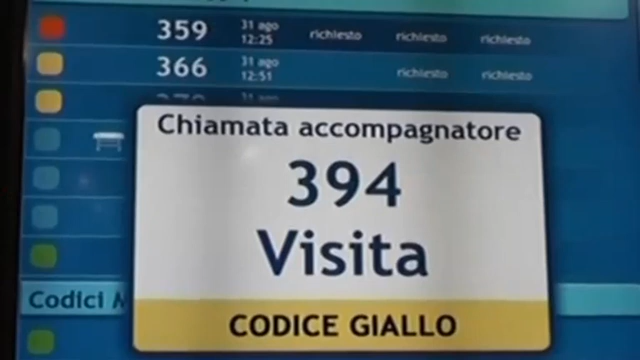 359 31 ago richiesto richiesto richiesto
12:25
366 31 ago richiesto richiesto
12:51
Chiamata accompagnatore
394
Visita
Codici
CODICE GIALLO